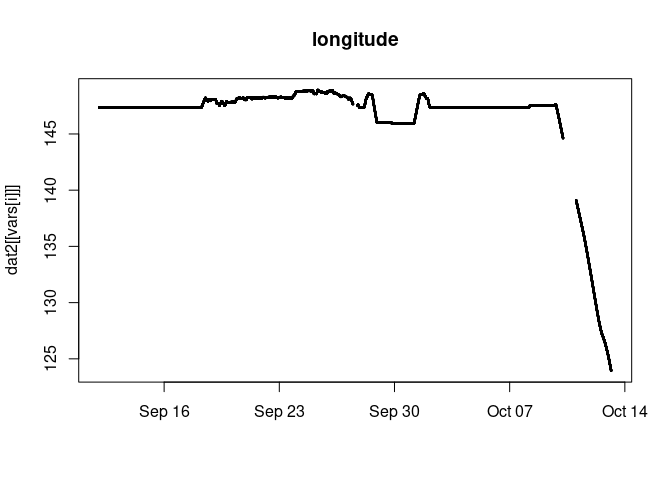 longitude
dat2[[vars[i]]]
145
140
135
130
125
Sep 16
Sep 23
Sep 30
Oct 07
Oct 14